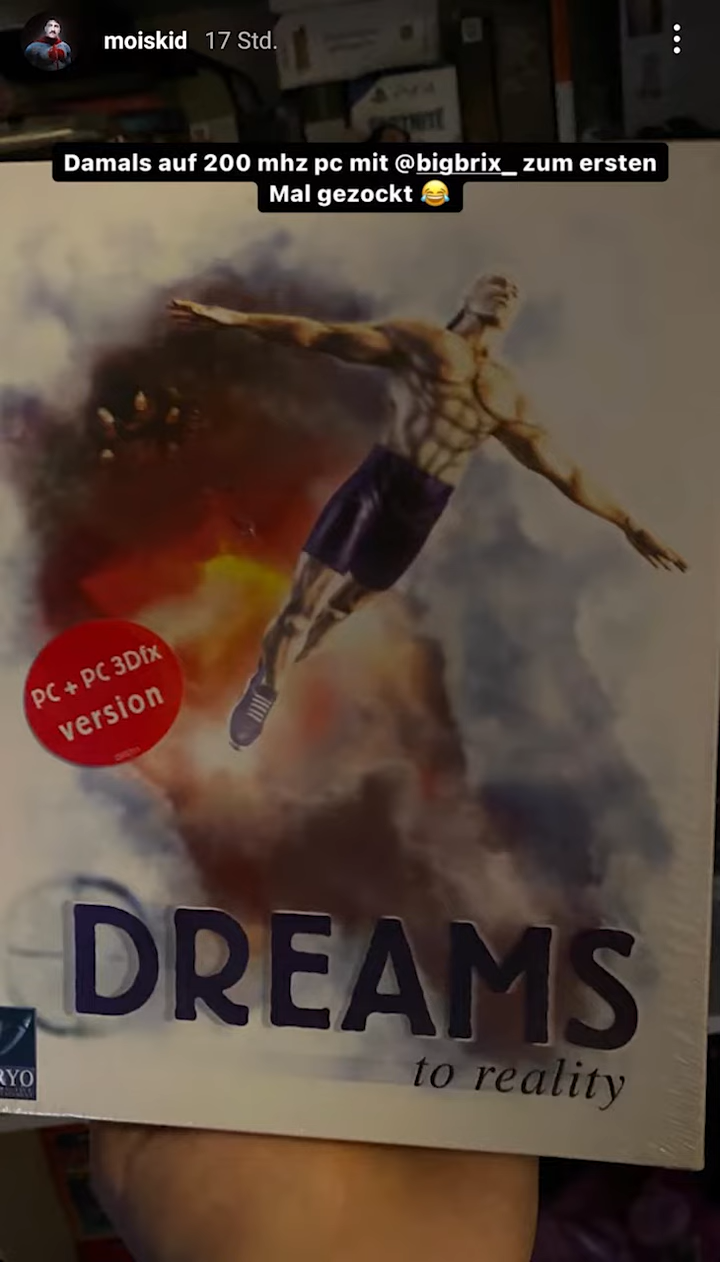 moiskid 17 Std.
Damals auf 200 mhz pc mit @bigbrix_ zum ersten
Mal gezockt 😂
PC + PC 3Dfx
version
DREAMS
to reality
RYO